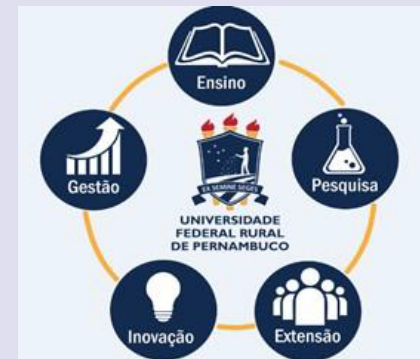 Ensino
Gestão
Pesquisa
EX SEMINE SEGES
UNIVERSIDADE
FEDERAL RURAL
DE PERNAMBUCO
Inovação
Extensão